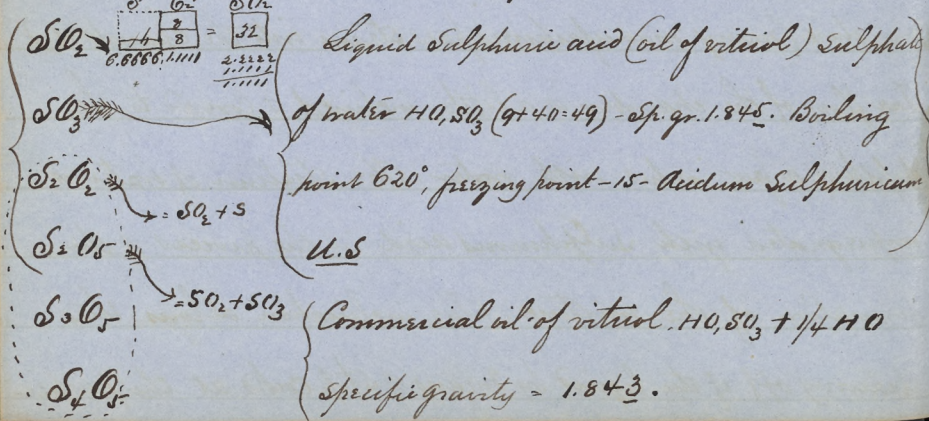 S O2 SO2
SO2 14 8 8 = 32
6.6666, 1.1111 2.2222
1.1111
1.1111
SO3
S2O2
= SO2 + S
S2O5
= SO2 + SO3
S3O5
S4O5
Liquid Sulphuric acid (oil of vitriol) Sulphate
of water HO,SO3 (9+40=49) - Sp. gr. 1.845. Boiling
point 620°, freezing point -15- Acidum Sulphuricum
U.S
Commercial oil of vitriol. HO,SO3 + 1/4 HO
specific gravity = 1.843.